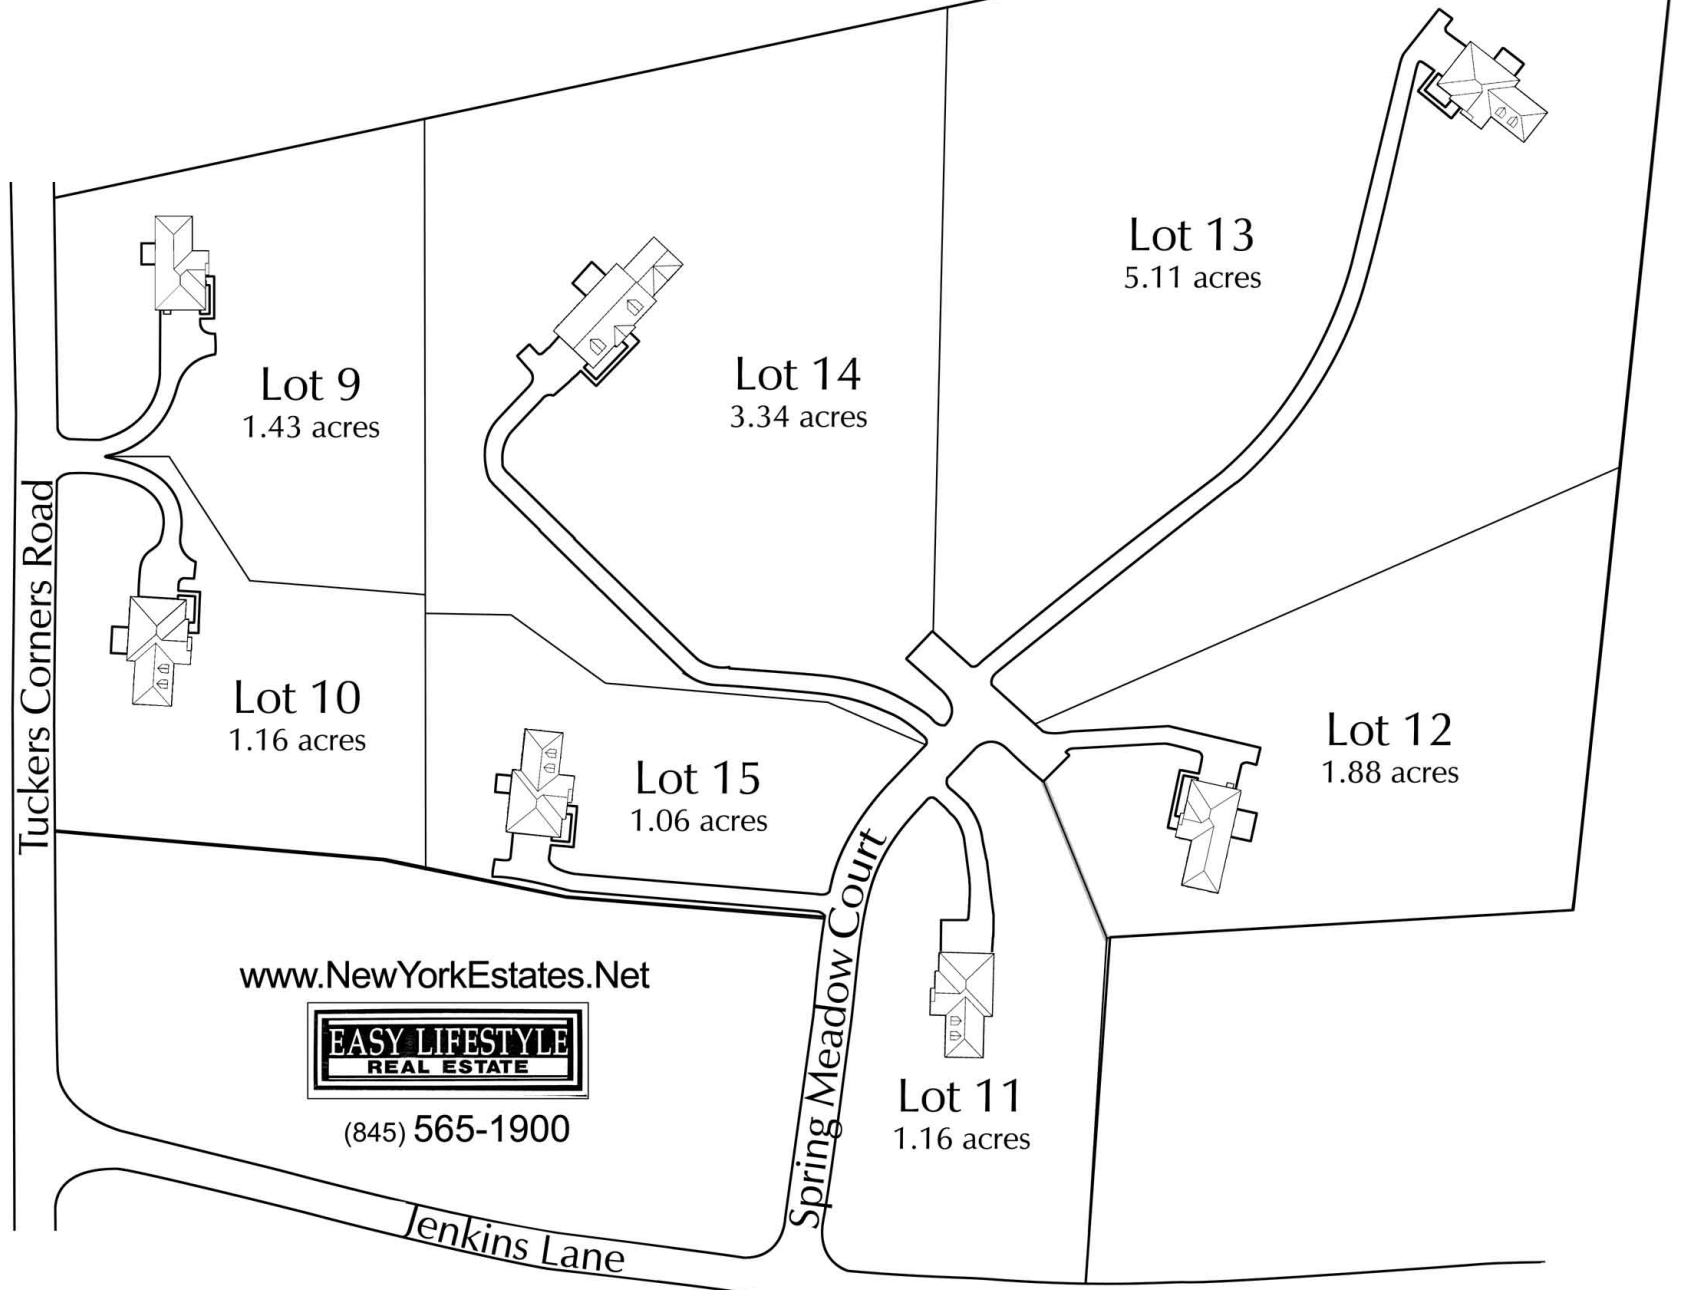 Lot 13
5.11 acres
Lot 14
3.34 acres
Lot 9
1.43 acres
Lot 10
1.16 acres
Lot 12
1.88 acres
Lot 15
1.06 acres
Tuckers Corners Road
Spring Meadow Court
www.NewYorkEstates.Net
EASY LIFESTYLE
REAL ESTATE
(845) 565-1900
Lot 11
1.16 acres
Jenkins Lane